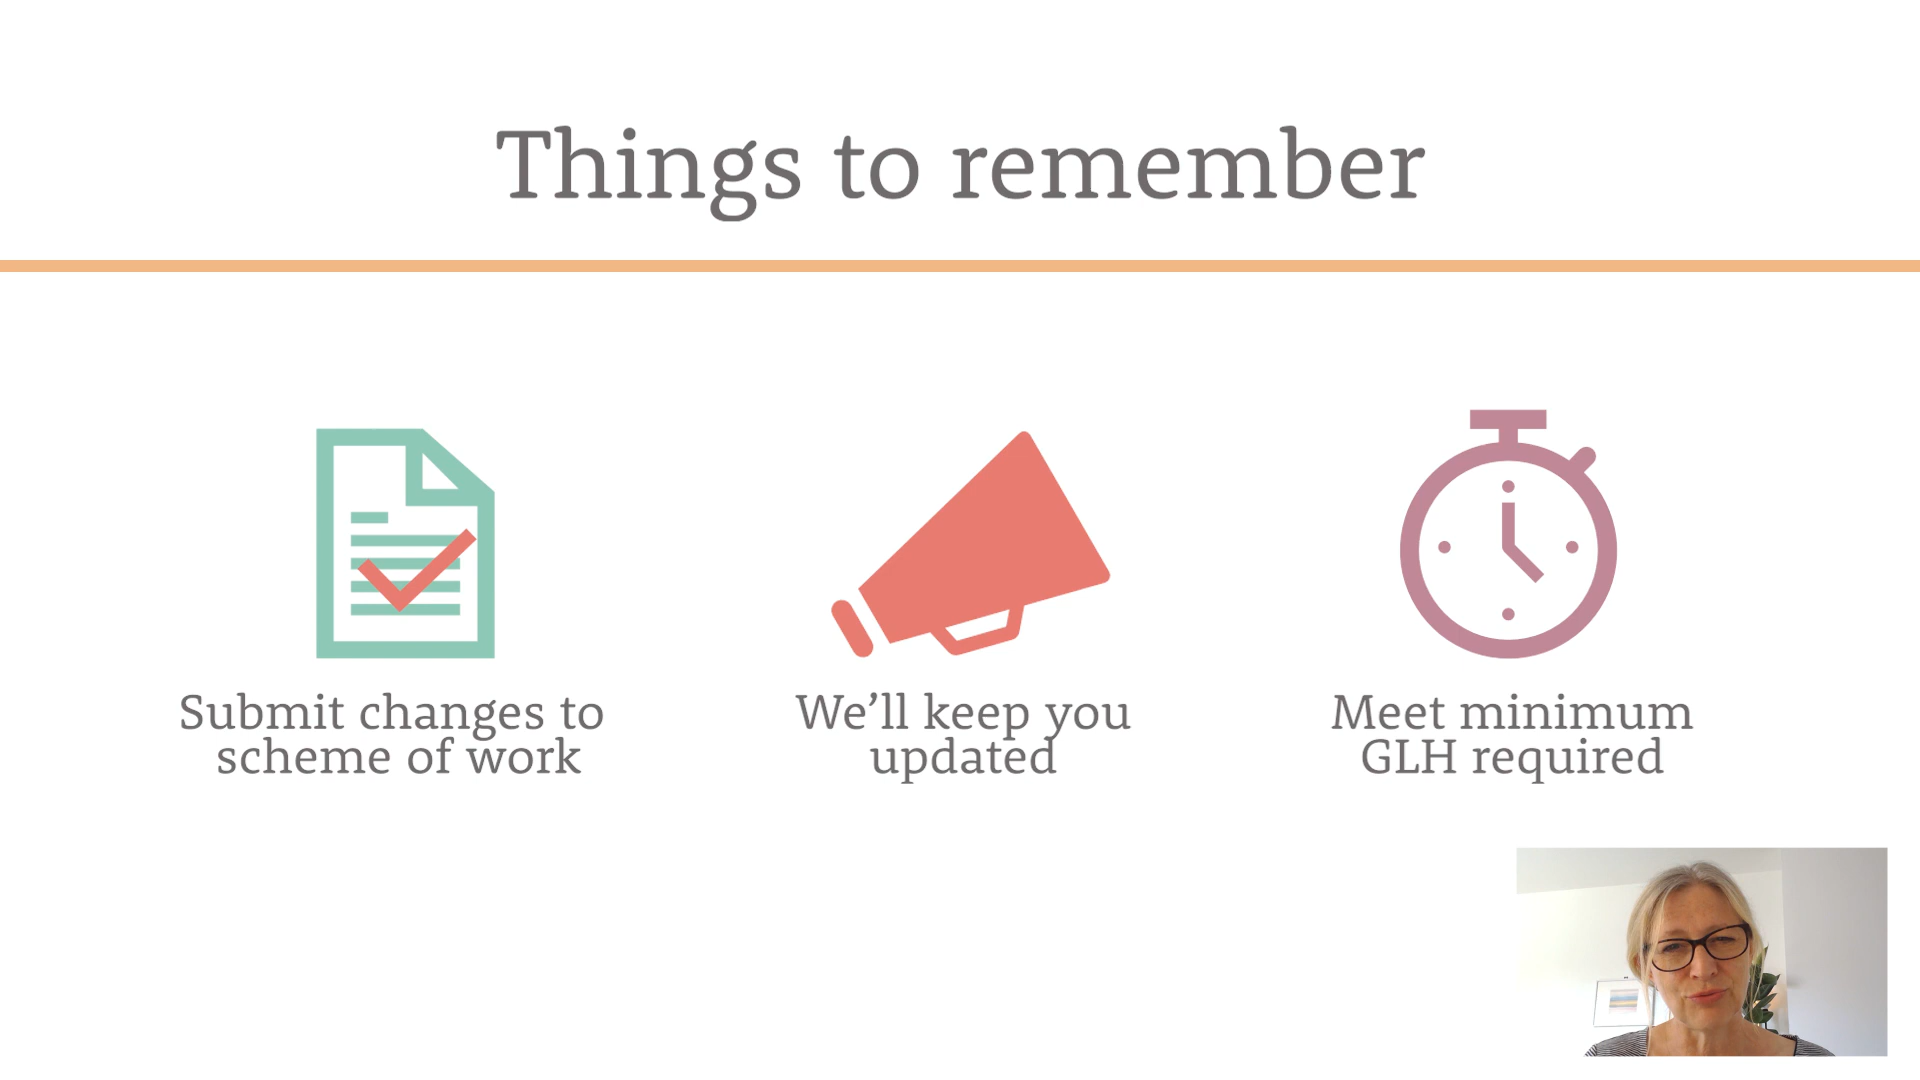 Things to remember
Submit changes to
scheme of work
We’ll keep you
updated
Meet minimum
GLH required